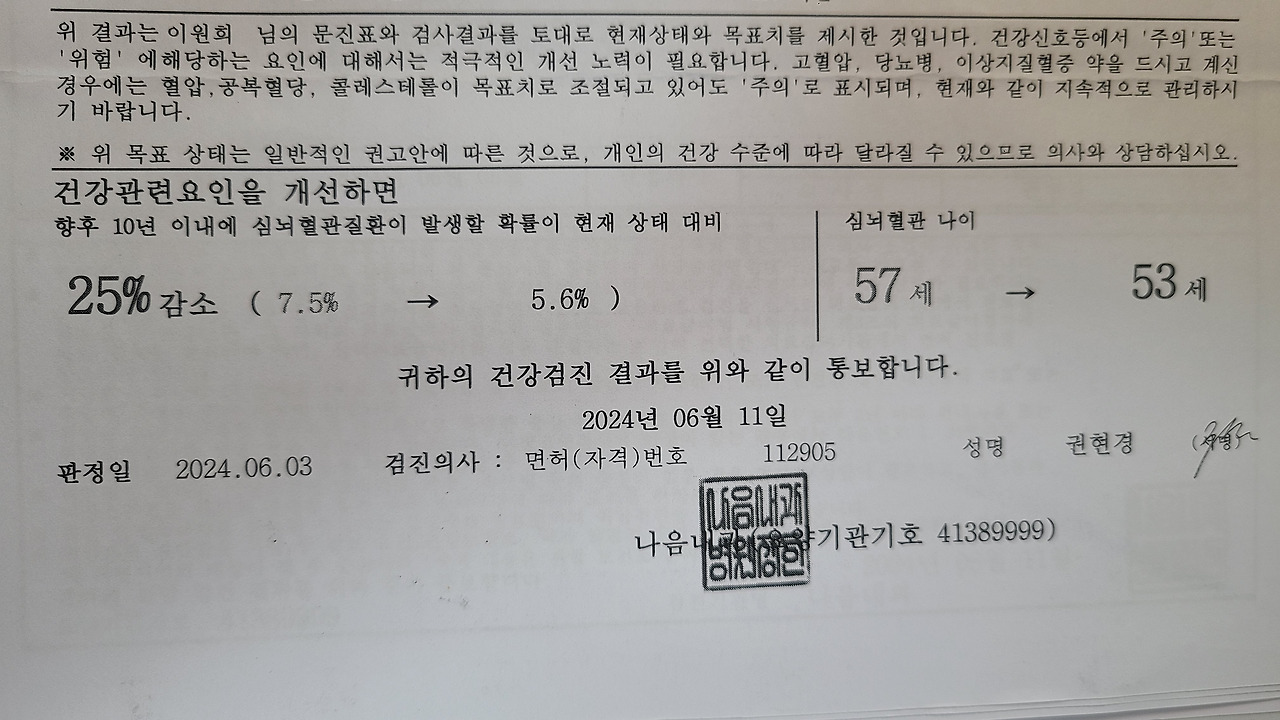 위 결과는 이원희 님의 문진표와 검사결과를 토대로 현재상태와 목표치를 제시한 것입니다. 건강신호등에서 '주의'또는
'위험' 에해당하는 요인에 대해서는 적극적인 개선 노력이 필요합니다. 고혈압, 당뇨병, 이상지질혈증 약을 드시고 계신
경우에는 혈압,공복혈당, 콜레스테롤이 목표치로 조절되고 있어도 '주의'로 표시되며, 현재와 같이 지속적으로 관리하시
기 바랍니다.
※ 위 목표 상태는 일반적인 권고안에 따른 것으로, 개인의 건강 수준에 따라 달라질 수 있으므로 의사와 상담하십시오.
건강관련요인을 개선하면
향후 10년 이내에 심뇌혈관질환이 발생할 확률이 현재 상태 대비
25% 감소 ( 7.5% → 5.6% )
심뇌혈관 나이
57 세 → 53 세
귀하의 건강검진 결과를 위와 같이 통보합니다.
2024년 06월 11일
판정일 2024.06.03 검진의사 : 면허(자격)번호 112905 성명 권현경
나음내 기관기호 41389999)
나음내과
병원장인